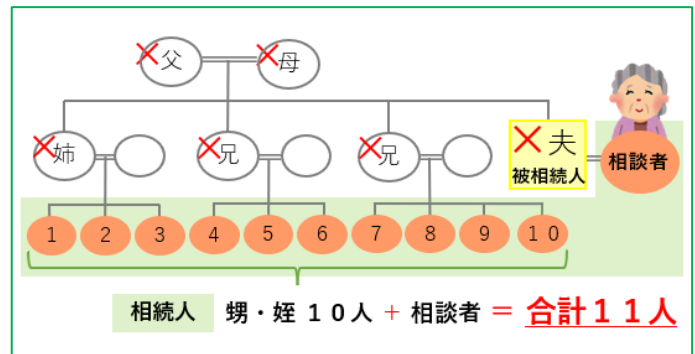 父 母
姉 兄 兄 夫
被相続人
相談者
1 2 3 4 5 6 7 8 9 10
相続人 甥・姪 10人 + 相談者 = 合計11人